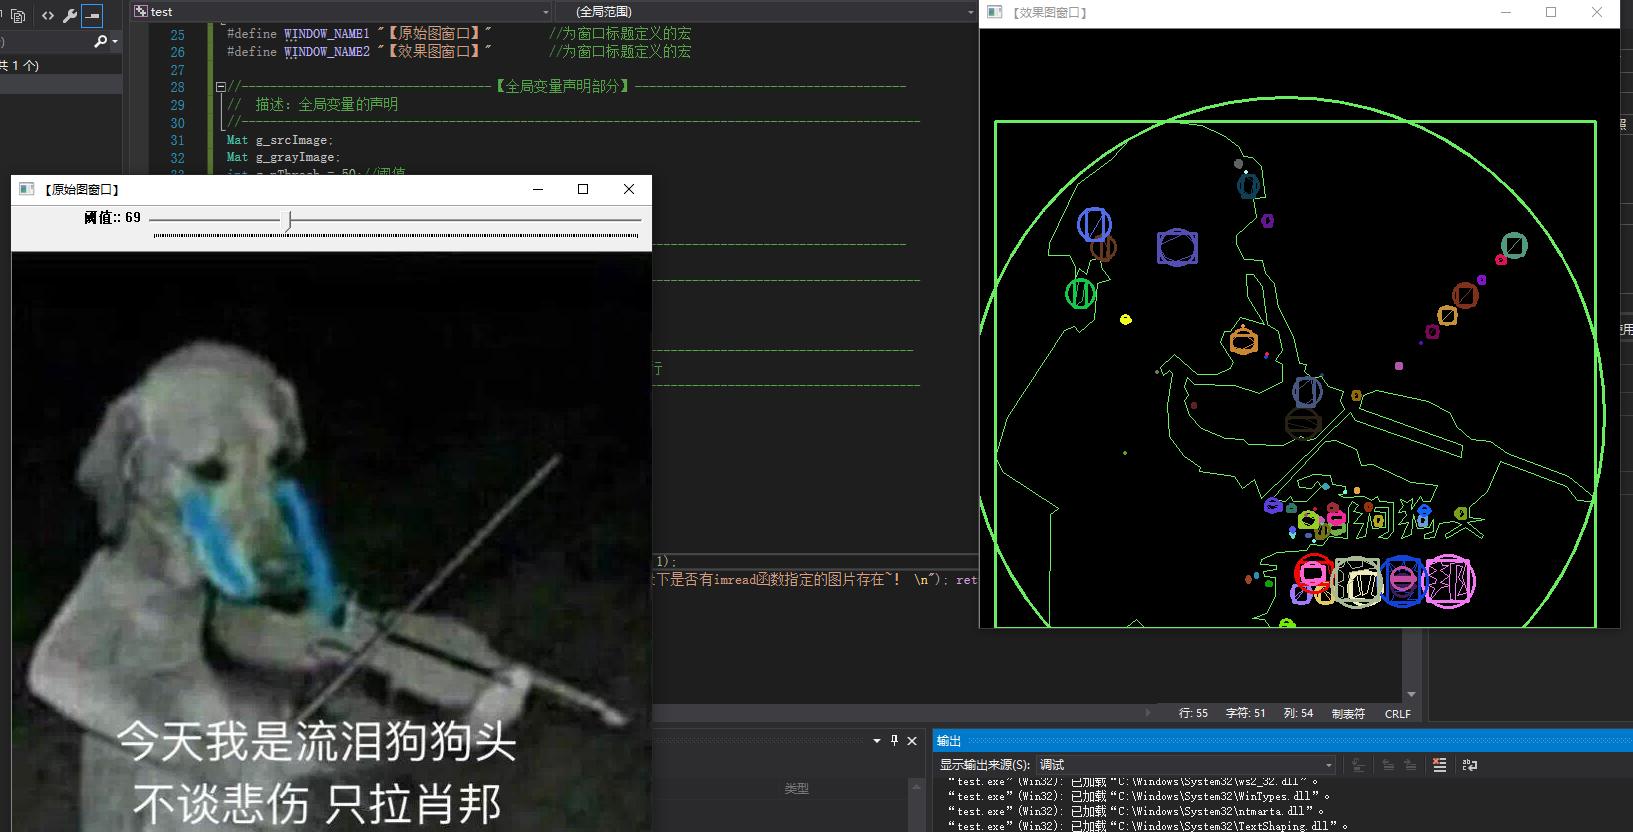 共 1 个)
test
(全局范围)
25 #define WINDOW_NAME1 "【原始图窗口】" //为窗口标题定义的宏
26 #define WINDOW_NAME2 "【效果图窗口】" //为窗口标题定义的宏
27
28 //-----------------------------------【全局变量声明部分】--------------------------------------
29 // 描述：全局变量的声明
30 //-----------------------------------------------------------------------------------------------
31 Mat g_srcImage;
32 Mat g_grayImage;
【原始图窗口】
阈值:: 69
今天我是流泪狗狗头
不谈悲伤 只拉肖邦
行
1);
下是否有imread函数指定的图片存在~! \n"); ret
【效果图窗口】
行: 55 字符: 51 列: 54 制表符 CRLF
类型
输出
显示输出来源(S): 调试
“test.exe”(Win32): 已加载“C:\Windows\System32\ws2_32.dll”。
“test.exe”(Win32): 已加载“C:\Windows\System32\WinTypes.dll”。
“test.exe”(Win32): 已加载“C:\Windows\System32\ntmarta.dll”。
“test.exe”(Win32): 已加载“C:\Windows\System32\TextShaping.dll”。